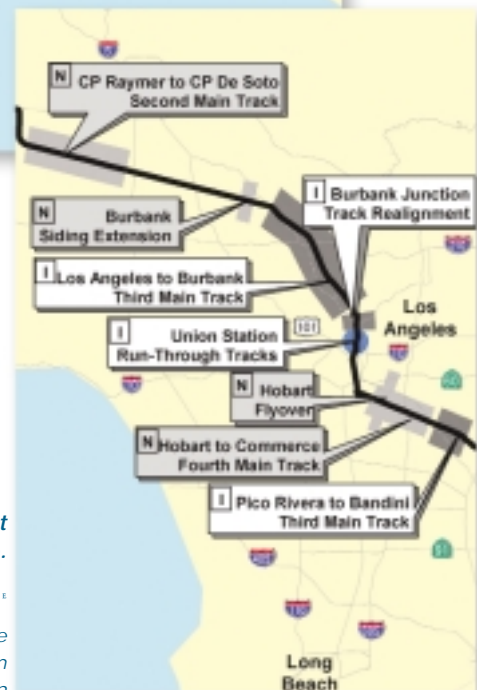 N CP Raymer to CP De Soto
Second Main Track
I Burbank Junction
Track Realignment
N Burbank
Siding Extension
I Los Angeles to Burbank
Third Main Track
Los
Angeles
101
I Union Station
Run-Through Tracks
N Hobart
Flyover
N Hobart to Commerce
Fourth Main Track
I Pico Rivera to Bandini
Third Main Track
91
t
.
E
e
n
Long
Beach